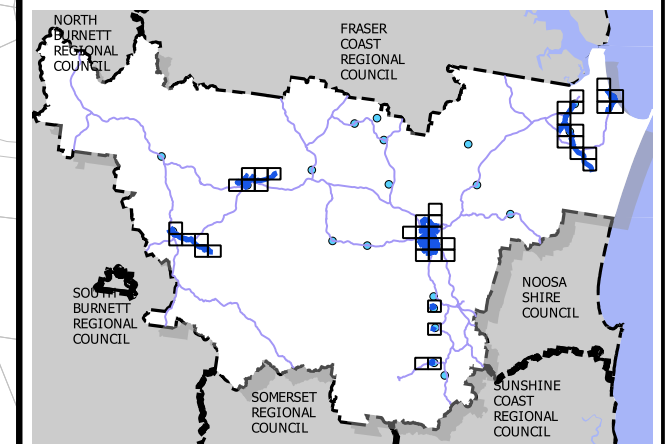 NORTH
BURNETT
REGIONAL
COUNCIL
FRASER
COAST
REGIONAL
COUNCIL
SOUTH
BURNETT
REGIONAL
COUNCIL
NOOSA
SHIRE
COUNCIL
SOMERSET
REGIONAL
COUNCIL
SUNSHINE
COAST
REGIONAL
COUNCIL